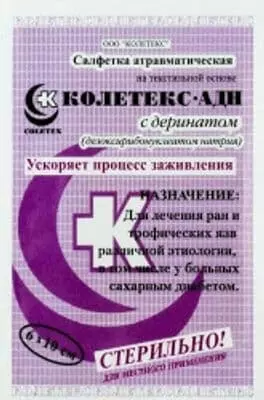 ООО "КОЛЕТЕКС"
Салфетка атравматическая
на текстильной основе
КОЛЕТЕКС·АДН
COLETEX
с деринатом
(дезоксирибонуклеатом натрия)
Ускоряет процесс заживления
НАЗНАЧЕНИЕ:
Для лечения ран и
трофических язв
различной этиологии,
в том числе у больных
сахарным диабетом.
6 х 10 см
СТЕРИЛЬНО!
для местного применения